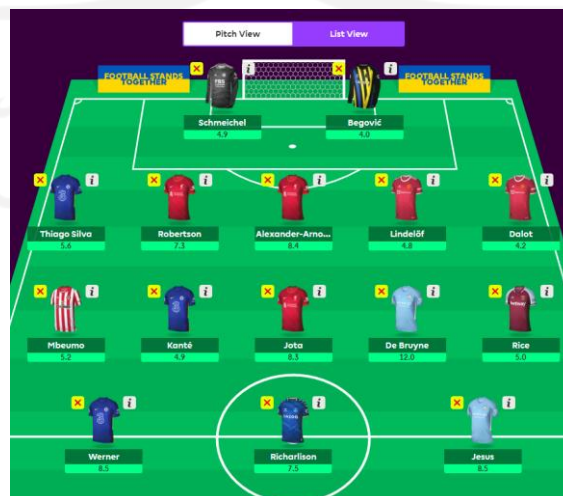 Pitch View
List View
FOOTBALL STANDS...
TOGETHER
FOOTBALL STANDS...
TOGETHER
Schmeichel
4.9
Begović
4.0
Thiago Silva
5.6
Robertson
7.3
Alexander-Arno...
8.4
Lindelöf
4.8
Dalot
4.2
Mbeumo
5.2
Kanté
4.9
Jota
8.3
De Bruyne
12.0
Rice
5.0
Werner
8.5
Richarlison
7.5
Jesus
8.5